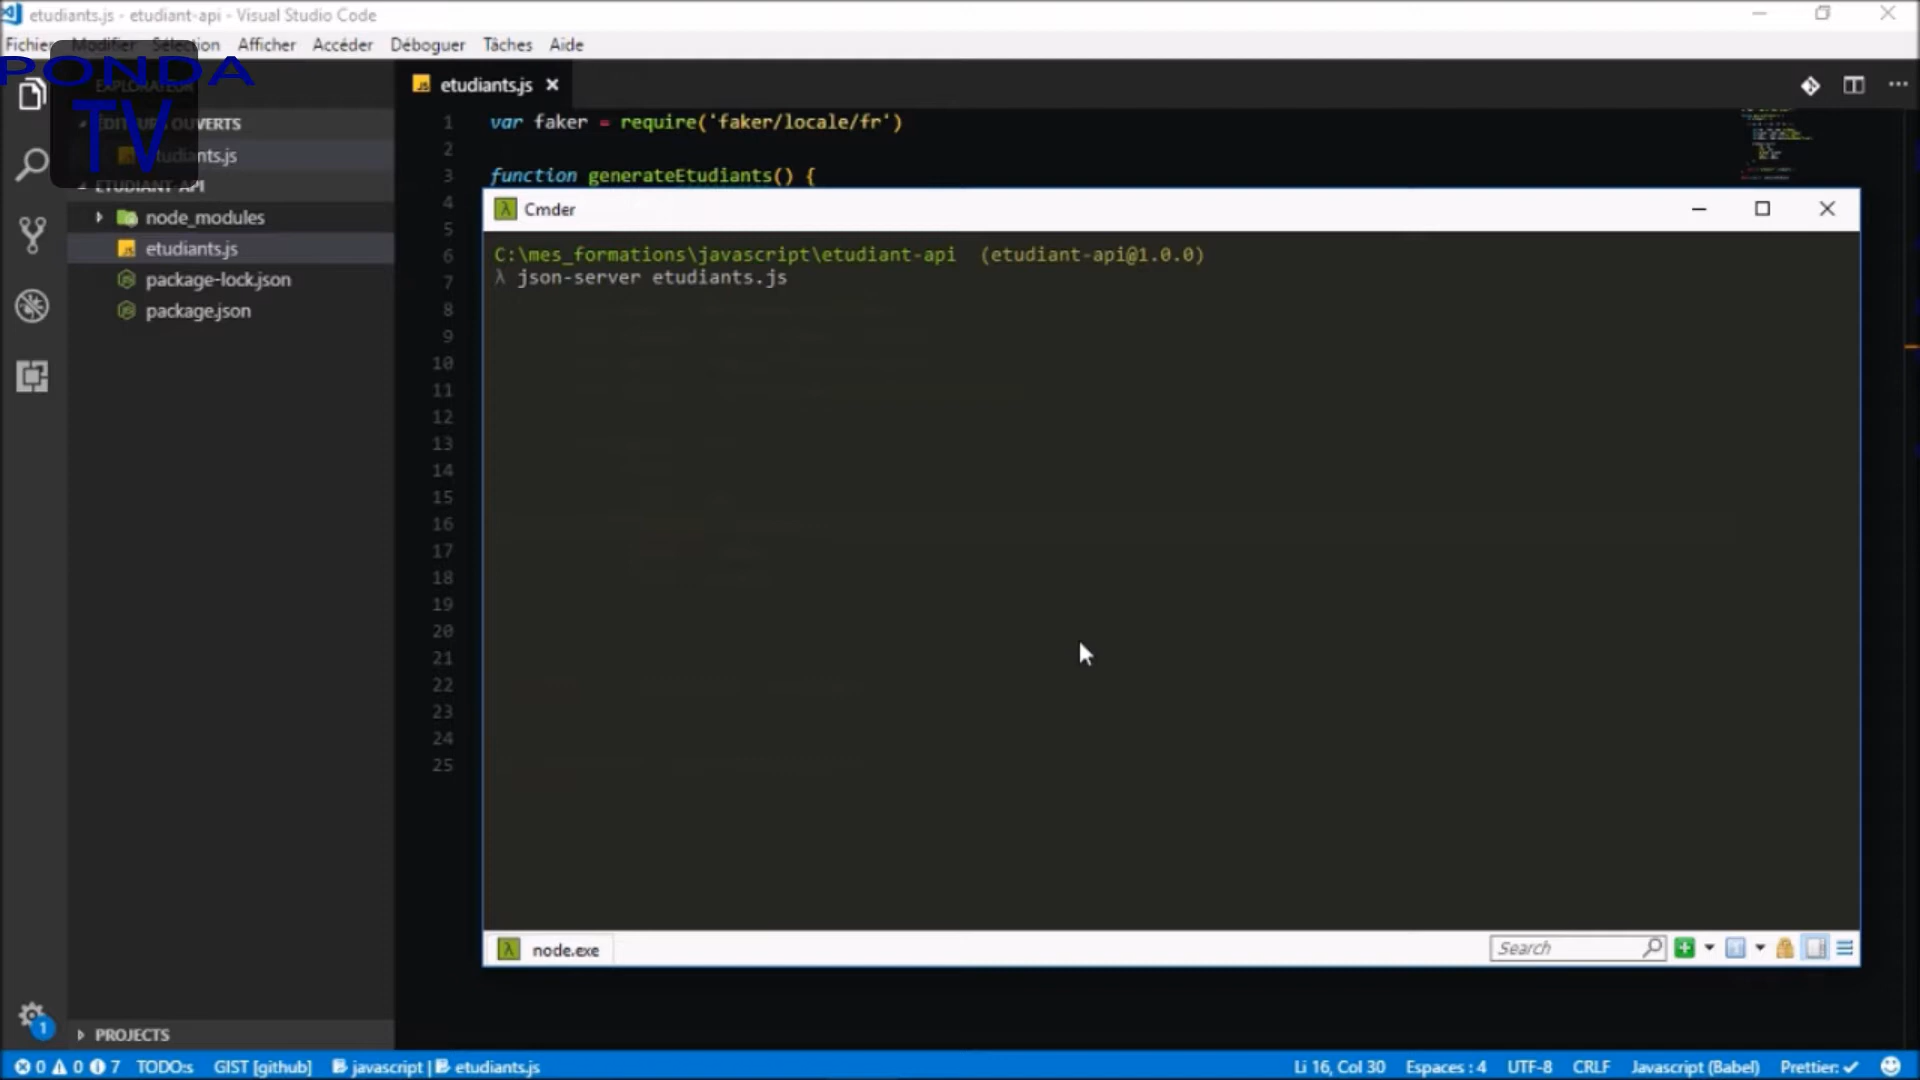 etudiants.js - etudiant-api - Visual Studio Code
Fichier Modifier Sélection Afficher Accéder Déboguer Tâches Aide
PONDA
TV
EXPLORATEUR
ÉDITEURS OUVERTS
etudiants.js
ETUDIANT-API
node_modules
etudiants.js
package-lock.json
package.json
PROJECTS
etudiants.js
1 var faker = require('faker/locale/fr')
2
3 function generateEtudiants() {
4
5
6
7
8
9
10
11
12
13
14
15
16
17
18
19
20
21
22
23
24
25
Cmder
C:\mes_formations\javascript\etudiant-api (etudiant-api@1.0.0)
λ json-server etudiants.js
node.exe
Search
1
0 0 7 TODO:s GIST [github] javascript | etudiants.js Li 16, Col 30 Espaces : 4 UTF-8 CRLF Javascript (Babel) Prettier: ✓